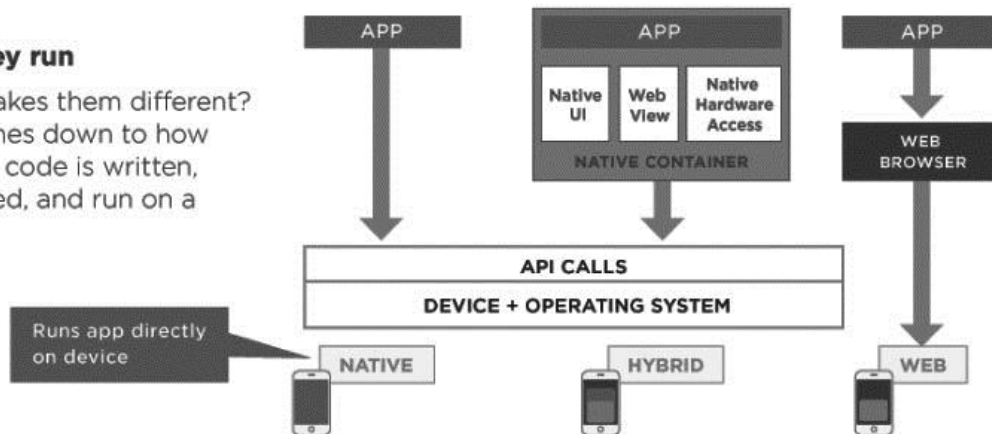 ey run
akes them different?
nes down to how
code is written,
ed, and run on a
APP
APP
Native
UI
Web
View
Native
Hardware
Access
NATIVE CONTAINER
APP
WEB
BROWSER
API CALLS
DEVICE + OPERATING SYSTEM
Runs app directly
on device
NATIVE
HYBRID
WEB